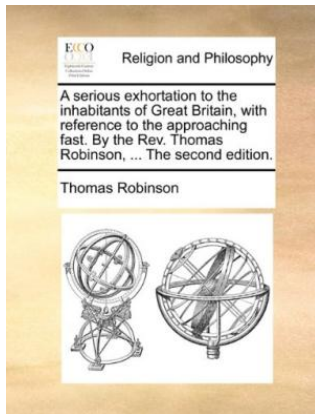 ECCO
Religion and Philosophy
A serious exhortation to the
inhabitants of Great Britain, with
reference to the approaching
fast. By the Rev. Thomas
Robinson, ... The second edition.
Thomas Robinson